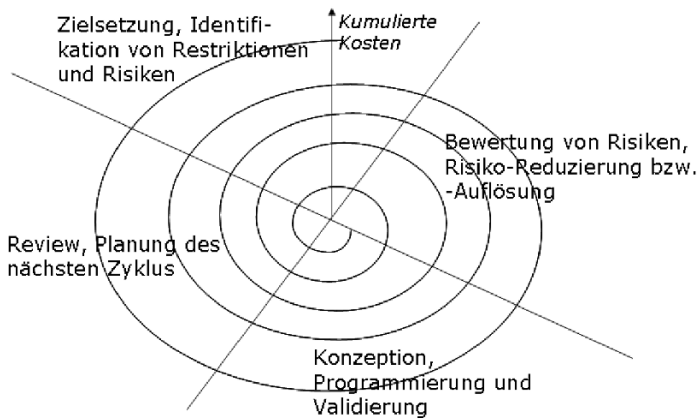 Zielsetzung, Identifi-
kation von Restriktionen
und Risiken
Kumulierte
Kosten
Bewertung von Risiken,
Risiko-Reduzierung bzw.
-Auflösung
Review, Planung des
nächsten Zyklus
Konzeption,
Programmierung und
Validierung